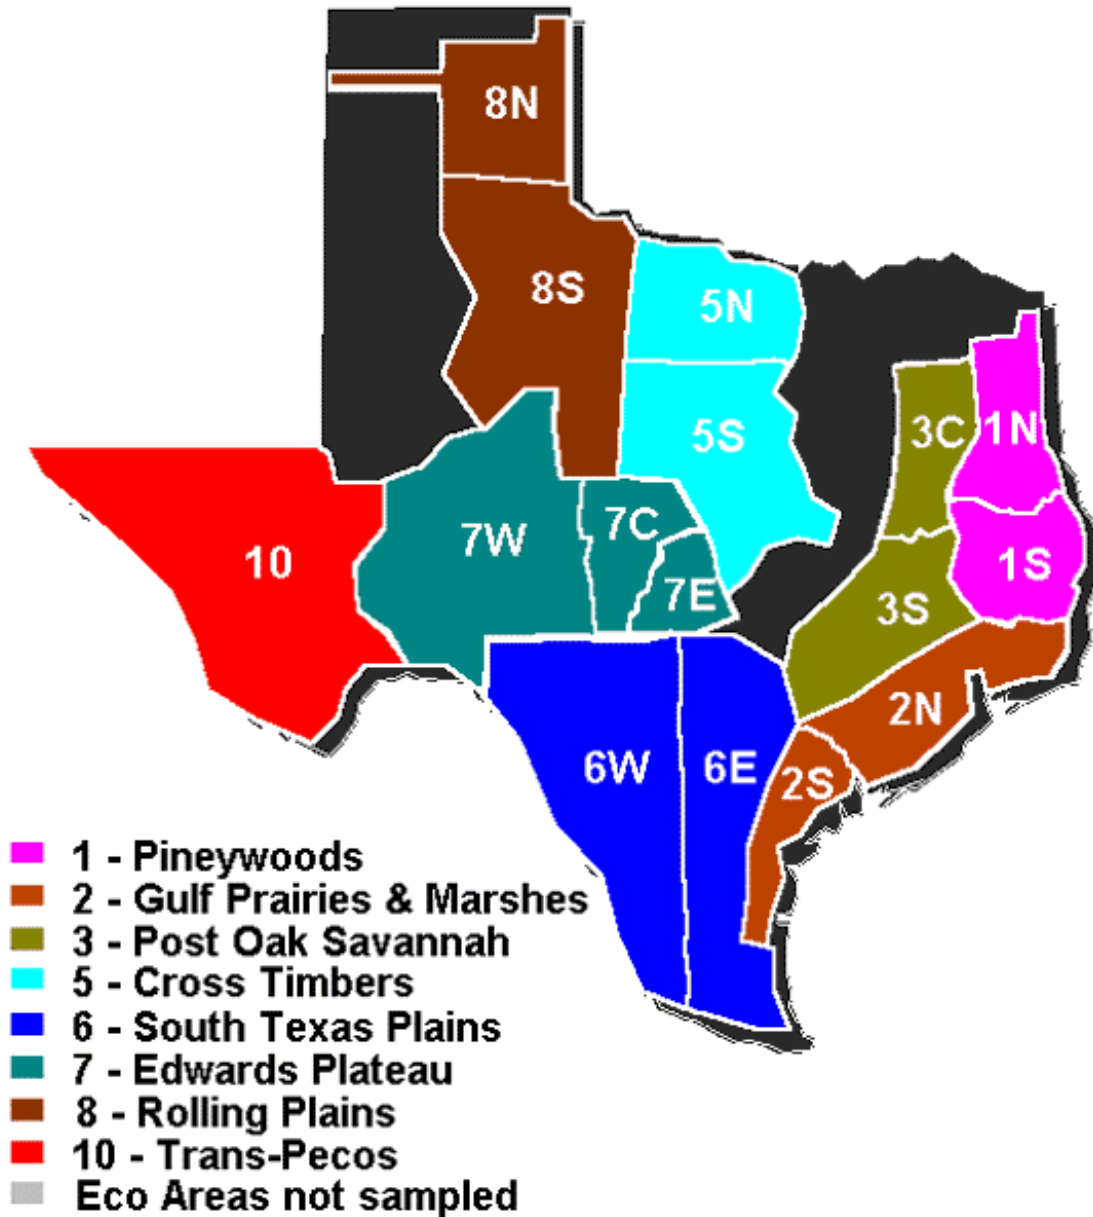 8N
8S
5N
5S
3C
1N
7W
7C
10
1S
7E
3S
2N
6W
6E
2S
1 - Pineywoods
2 - Gulf Prairies & Marshes
3 - Post Oak Savannah
5 - Cross Timbers
6 - South Texas Plains
7 - Edwards Plateau
8 - Rolling Plains
10 - Trans-Pecos
Eco Areas not sampled